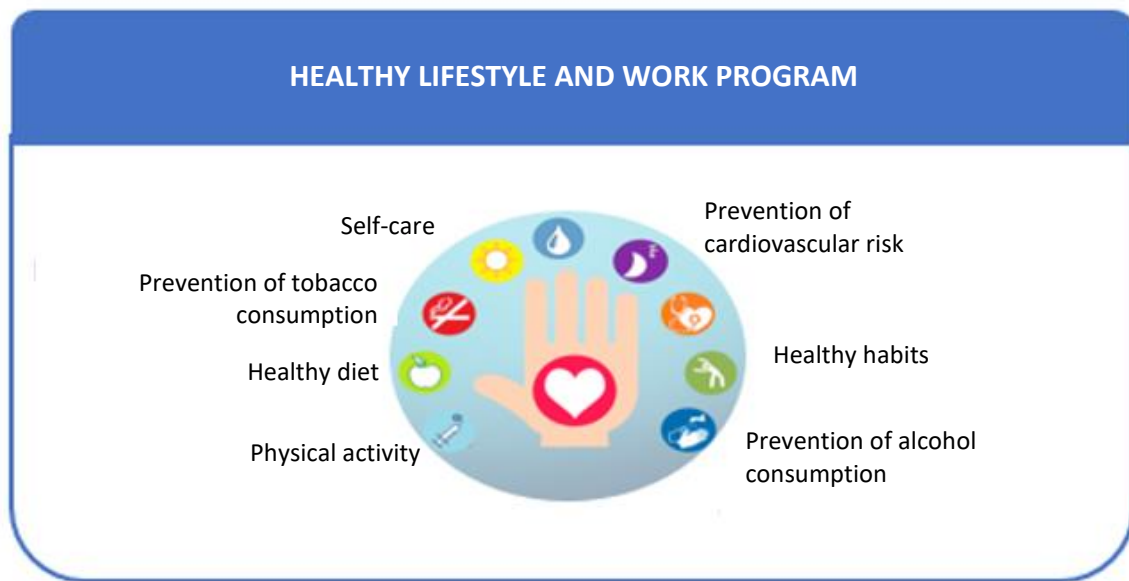 HEALTHY LIFESTYLE AND WORK PROGRAM
Self-care
Prevention of
cardiovascular risk
Prevention of tobacco
consumption
Healthy habits
Healthy diet
Physical activity
Prevention of alcohol
consumption